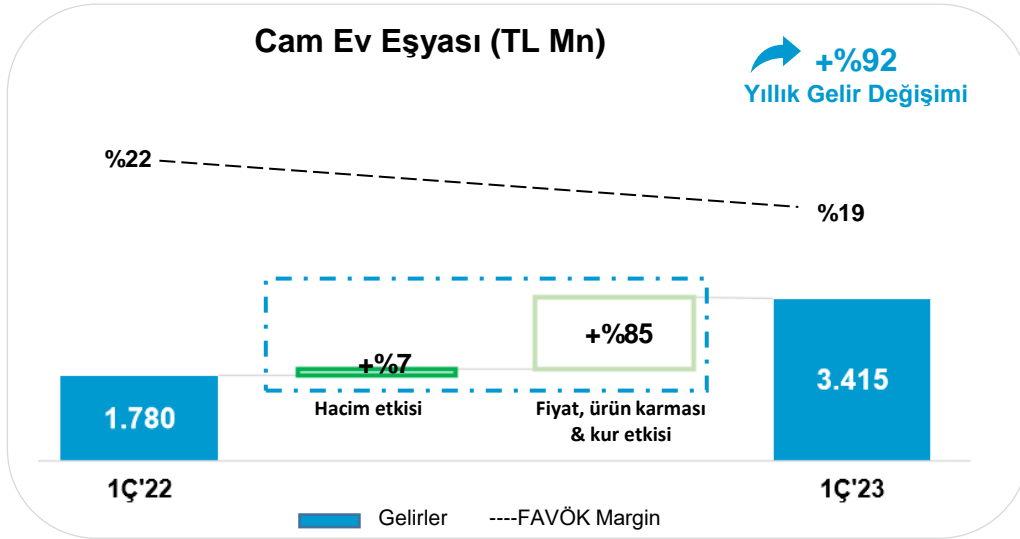 Cam Ev Eşyası (TL Mn)
+%92
Yıllık Gelir Değişimi
%22
%19
+%7
+%85
1.780
3.415
Hacim etkisi
Fiyat, ürün karması
& kur etkisi
1Ç'22
1Ç'23
Gelirler
----FAVÖK Margin